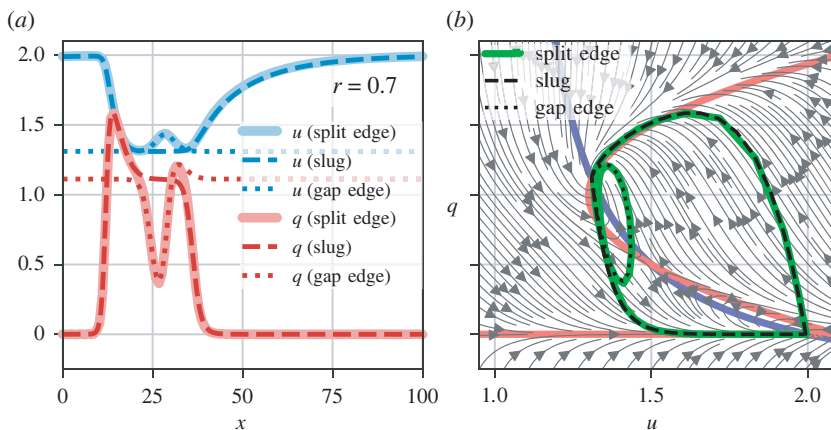 (a)
2.0
1.5
1.0
0.5
0
0
25
50
75
100
x
r = 0.7
u (split edge)
u (slug)
u (gap edge)
q (split edge)
q (slug)
q (gap edge)
(b)
q
split edge
slug
gap edge
1.0
1.5
2.0
u